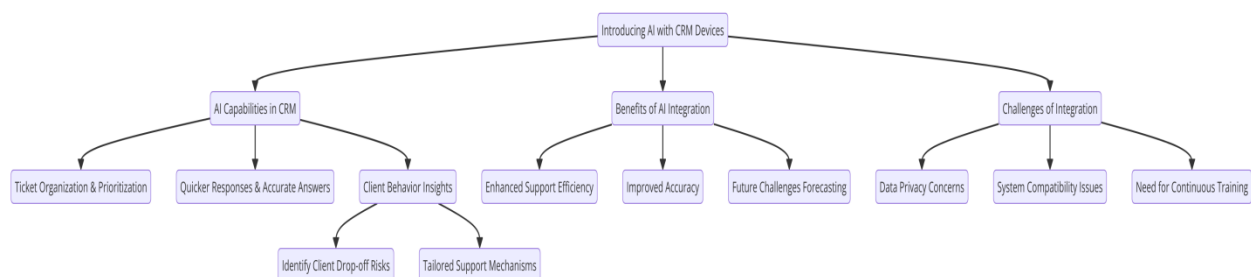 Introducing AI with CRM Devices
AI Capabilities in CRM
Benefits of AI Integration
Challenges of Integration
Ticket Organization & Prioritization
Quicker Responses & Accurate Answers
Client Behavior Insights
Enhanced Support Efficiency
Improved Accuracy
Future Challenges Forecasting
Data Privacy Concerns
System Compatibility Issues
Need for Continuous Training
Identify Client Drop-off Risks
Tailored Support Mechanisms